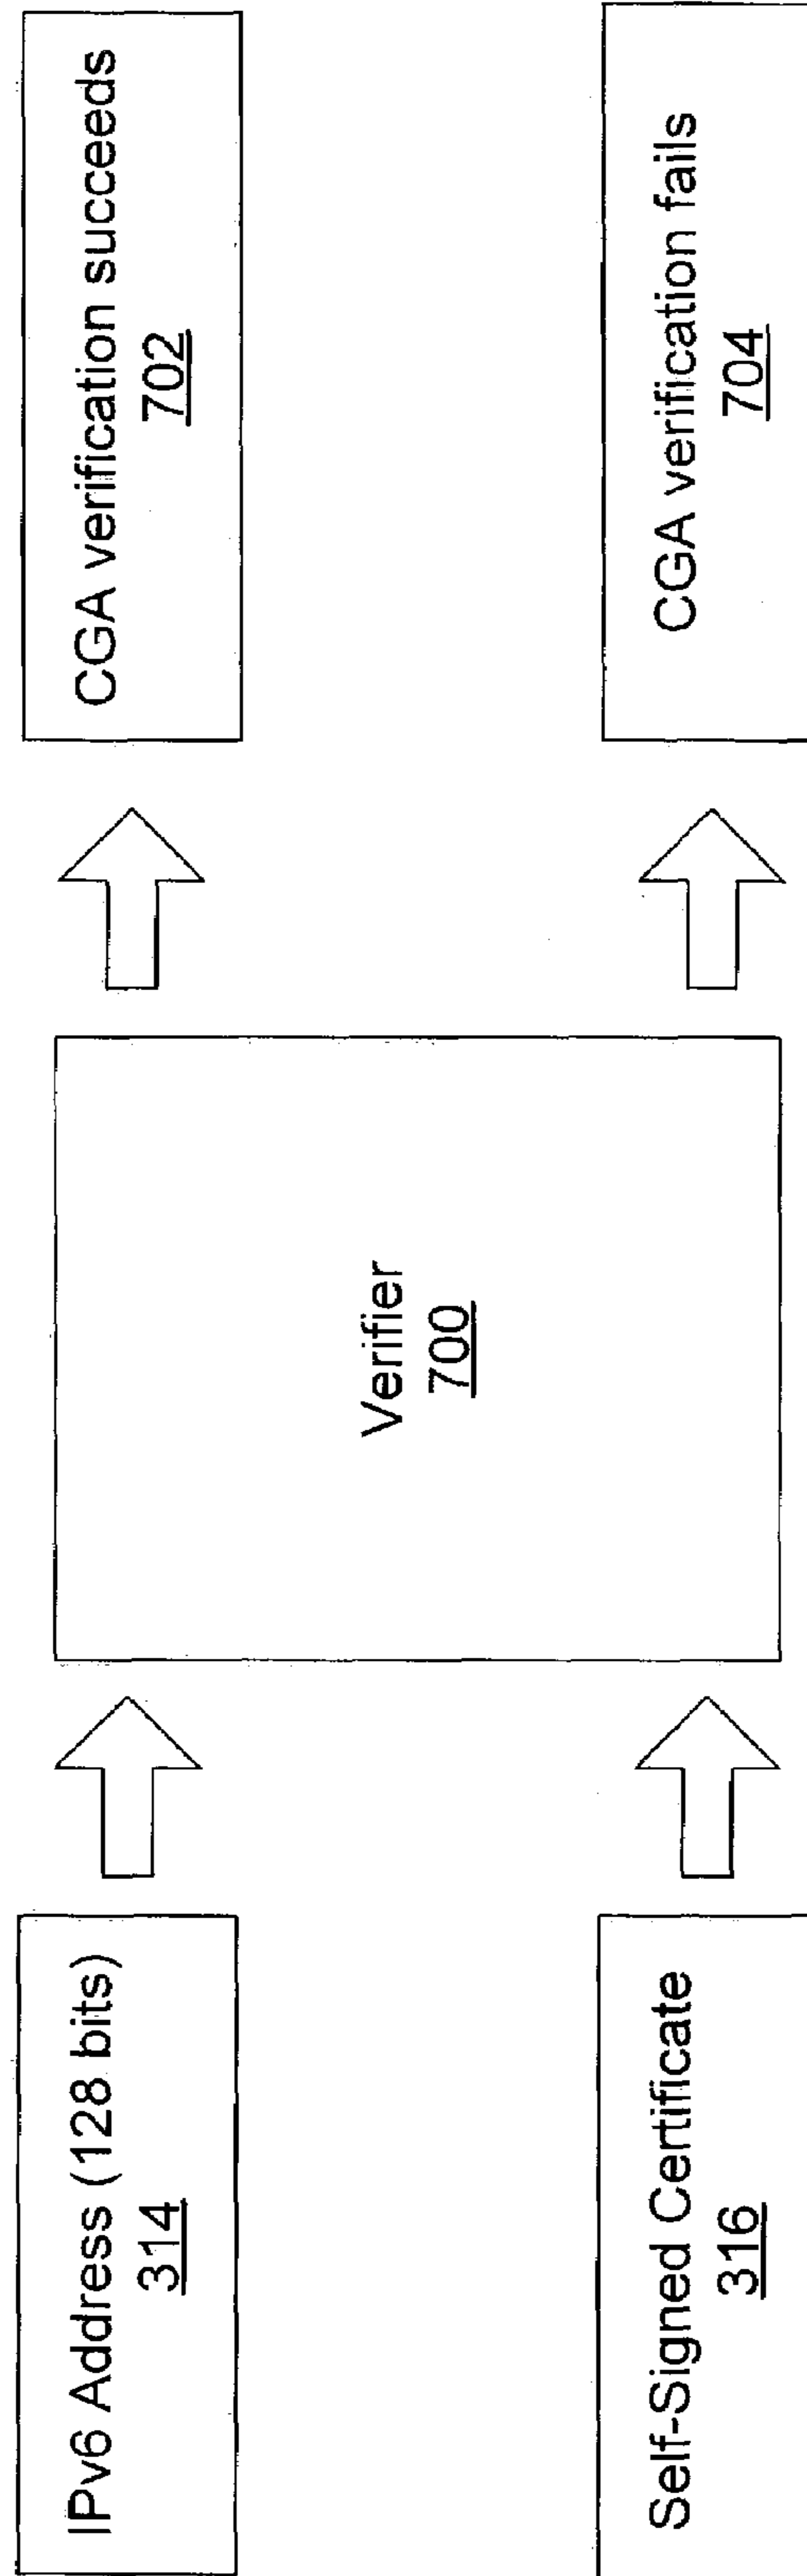 IPv6 Address (128 bits)
314
Self-Signed Certificate
316
Verifier
700
CGA verification succeeds
702
CGA verification fails
704